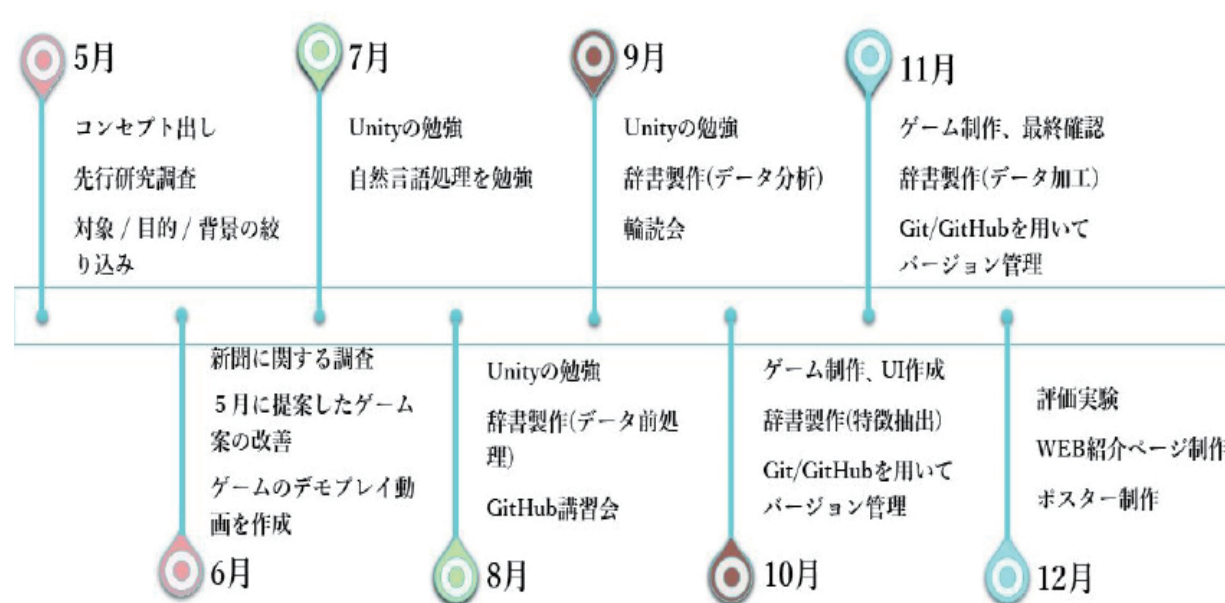 5月
コンセプト出し
先行研究調査
対象 / 目的 / 背景の絞
り込み
新聞に関する調査
５月に提案したゲーム
案の改善
ゲームのデモプレイ動
画を作成
6月
7月
Unityの勉強
自然言語処理を勉強
Unityの勉強
辞書製作(データ前処
理)
GitHub講習会
8月
9月
Unityの勉強
辞書製作(データ分析)
輪読会
ゲーム制作、UI作成
辞書製作(特徴抽出)
Git/GitHubを用いて
バージョン管理
10月
11月
ゲーム制作、最終確認
辞書製作(データ加工)
Git/GitHubを用いて
バージョン管理
評価実験
WEB紹介ページ制作
ポスター制作
12月